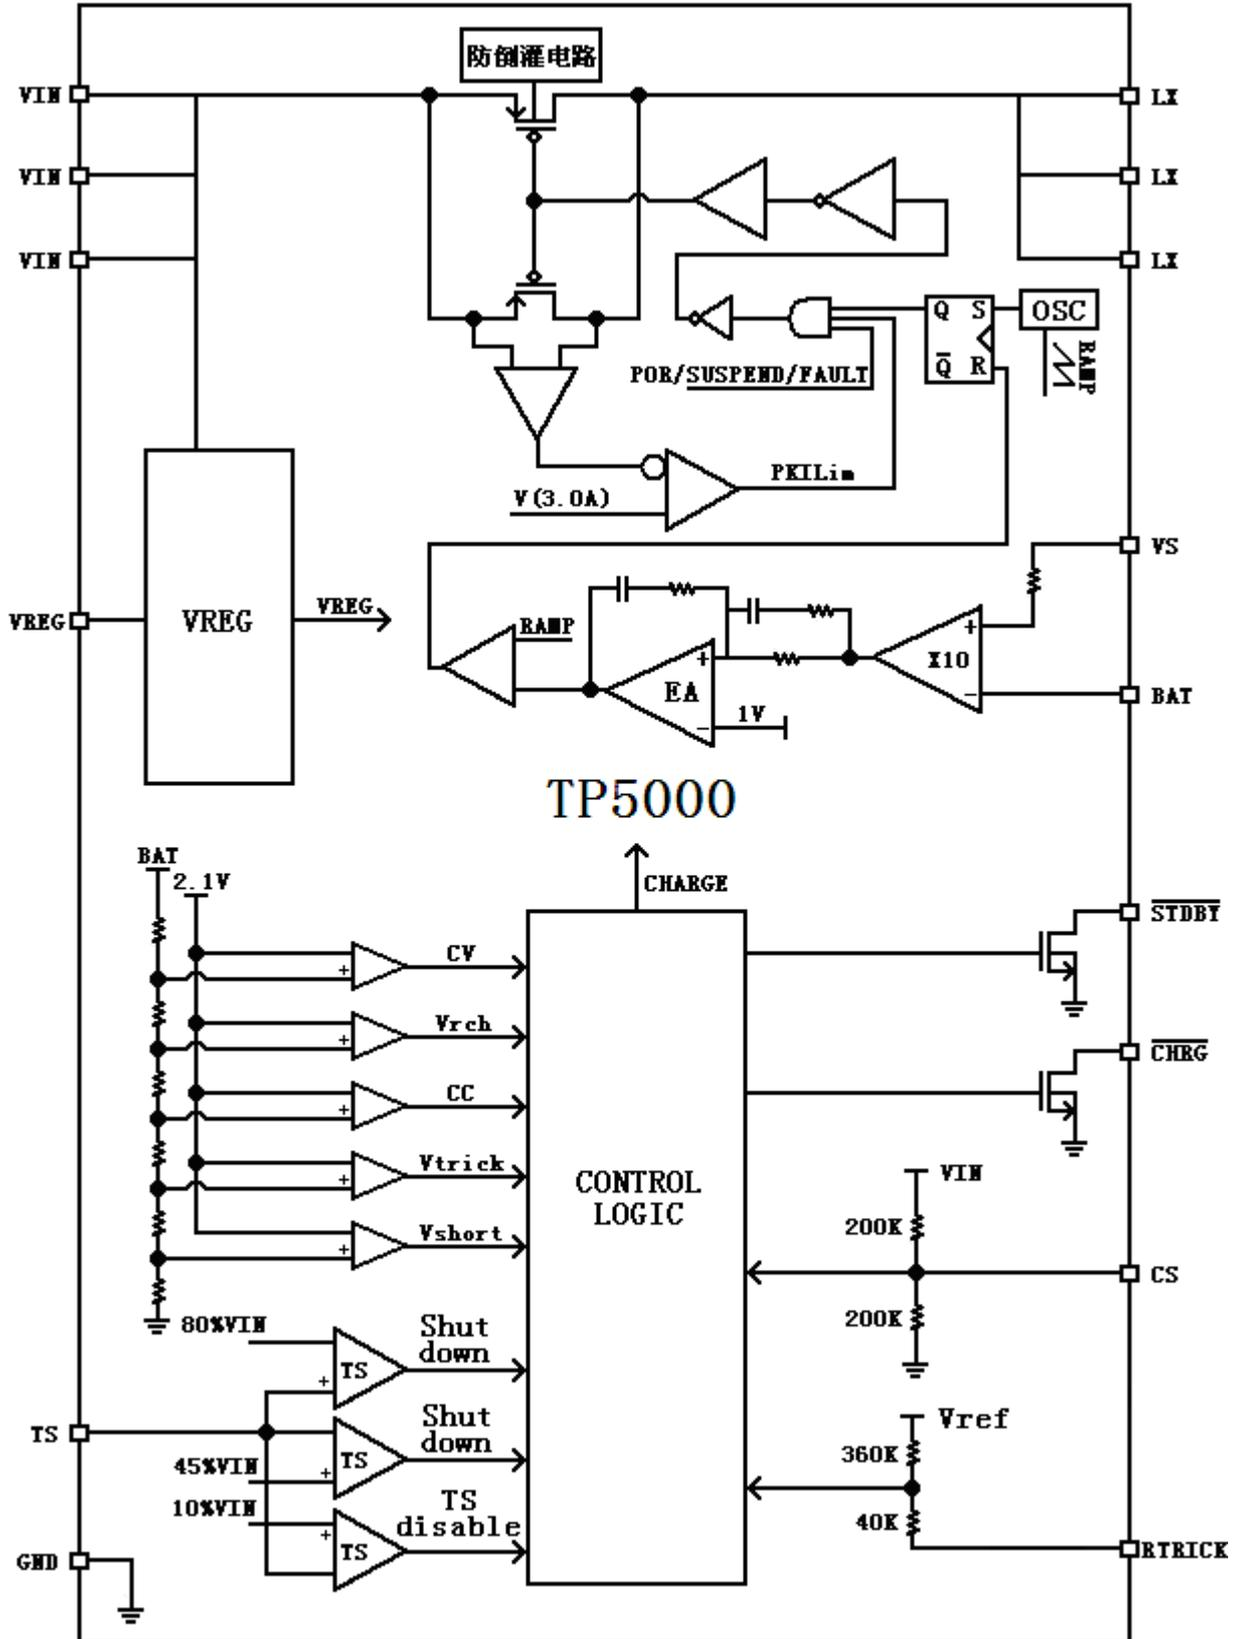 防倒灌电路
VIN
LX
VIN
LX
VIN
LX
Q S
Q̅ R
OSC
RAMP
POR/SUSPEND/FAULT
PKILim
V(3.0A)
VS
VREG
VREG
VREG
RAMP
+
X10
-
+
EA
-
1V
BAT
TP5000
BAT
2.1V
CHARGE
STDBY
+
CV
+
Vrch
CHRG
+
CC
+
Vtrick
CONTROL
LOGIC
VIN
200K
+
Vshort
CS
200K
80%VIN
Shut
down
+
TS
Vref
TS
Shut
down
360K
45%VIN
+
TS
10%VIN
TS
disable
40K
+
TS
GND
RTRICK